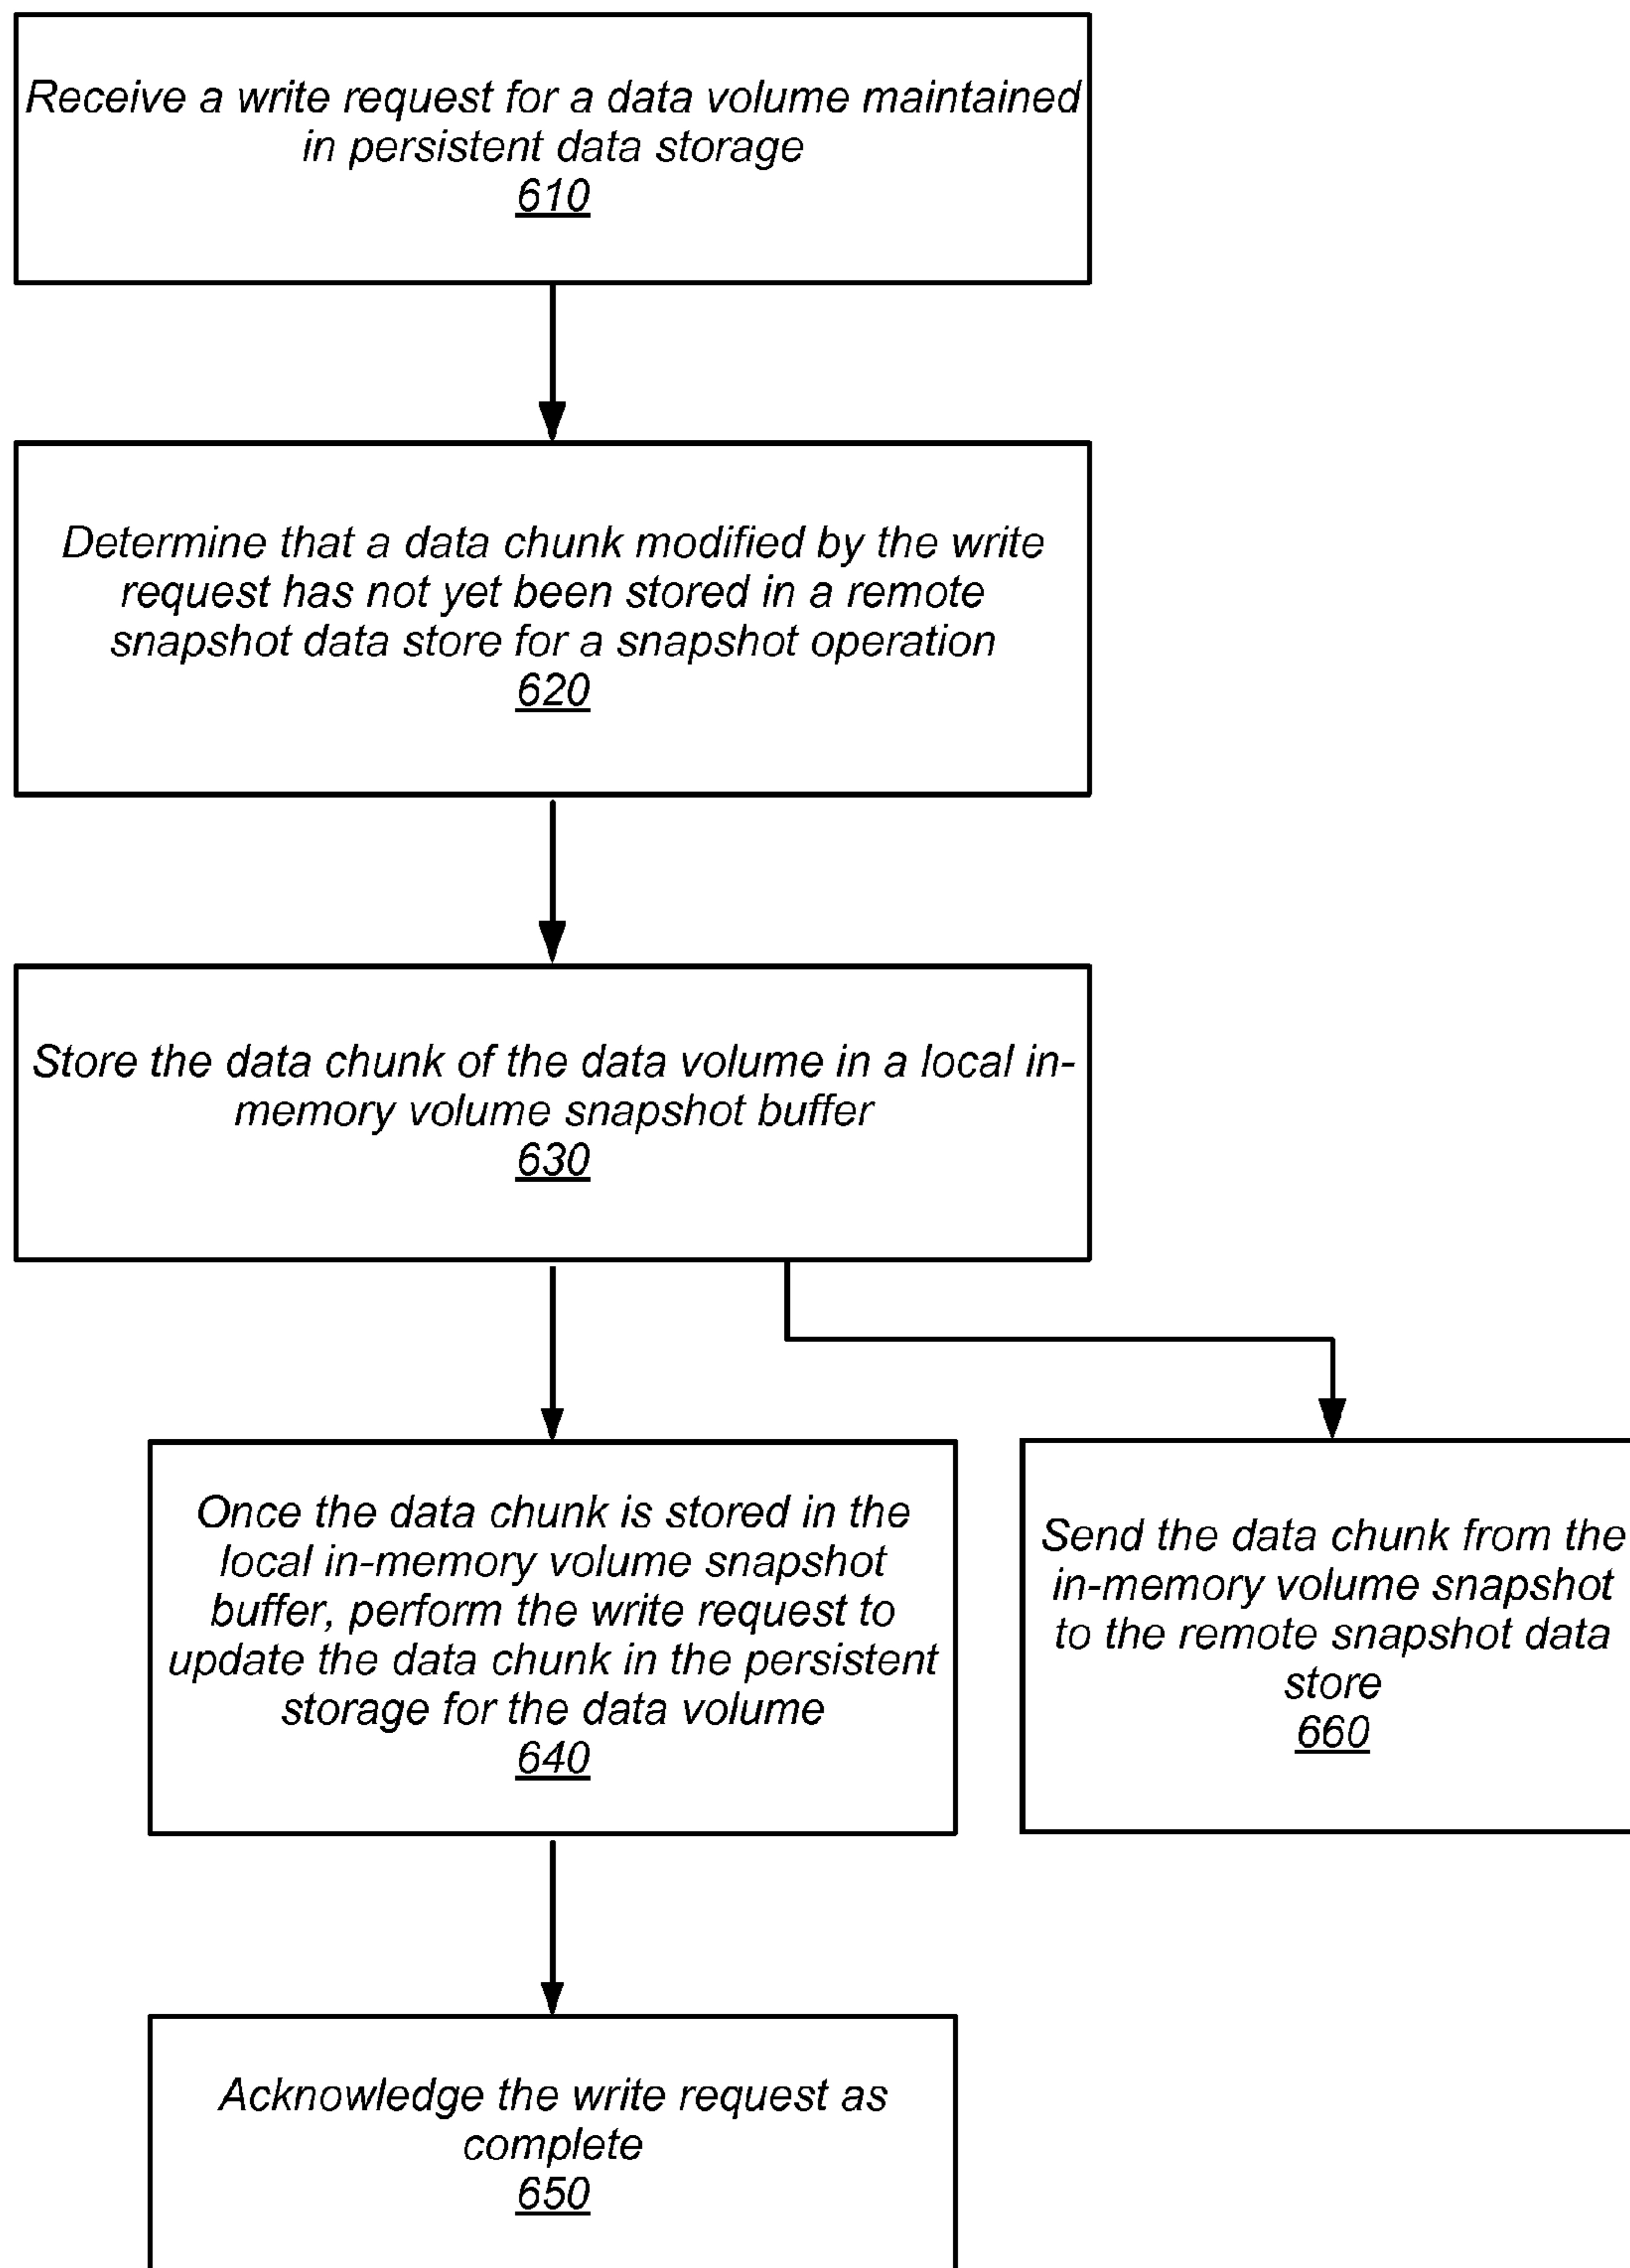 Receive a write request for a data volume maintained
in persistent data storage
610
Determine that a data chunk modified by the write
request has not yet been stored in a remote
snapshot data store for a snapshot operation
620
Store the data chunk of the data volume in a local in-
memory volume snapshot buffer
630
Once the data chunk is stored in the
local in-memory volume snapshot
buffer, perform the write request to
update the data chunk in the persistent
storage for the data volume
640
Send the data chunk from the
in-memory volume snapshot
to the remote snapshot data
store
660
Acknowledge the write request as
complete
650